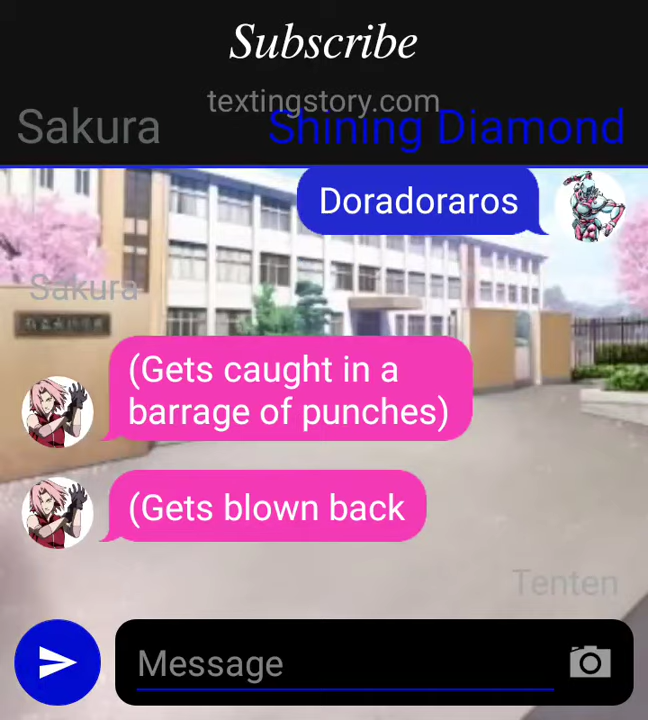 Subscribe
textingstory.com
Sakura
Shining Diamond
Doradoraros
Sakura
(Gets caught in a
barrage of punches)
(Gets blown back
Tenten
Message